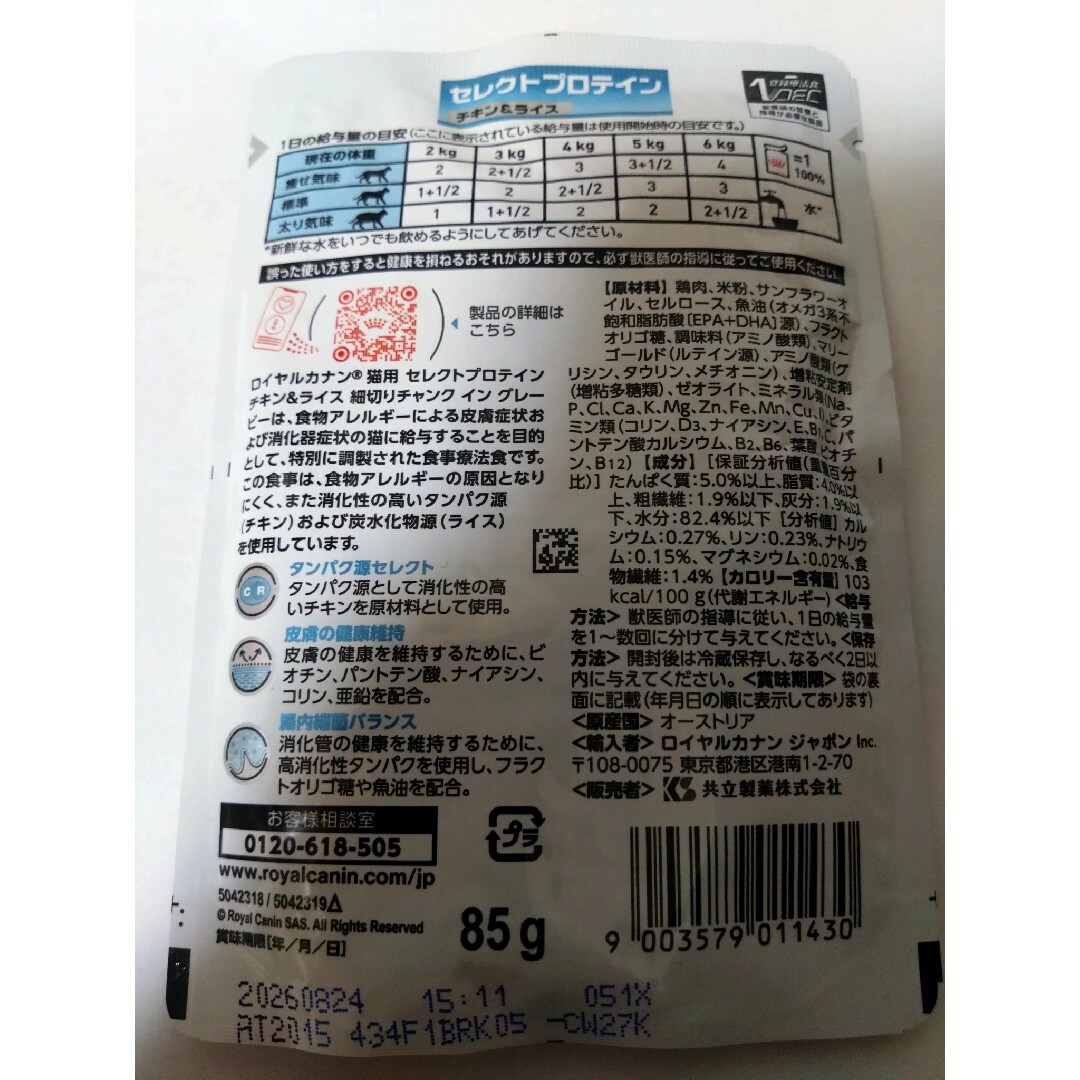 セレクトプロテイン
チキン&ライス
1日の給与量の目安(ここに表示されている給与量は使用開始時の目安です。)
現在の体重 2 kg 3 kg 4 kg 5 kg 6 kg
痩せ気味 2 2+1/2 3 3+1/2 4
標準 1+1/2 2 2+1/2 3 3
太り気味 1 1+1/2 2 2 2+1/2
=1
100%
水*
*新鮮な水をいつでも飲めるようにしてあげてください。
誤った使い方をすると健康を損ねるおそれがありますので、必ず獣医師の指導に従ってご使用ください。
製品の詳細は
こちら
ロイヤルカナン® 猫用 セレクトプロテイン
チキン&ライス 細切りチャンク イン グレー
ビーは、食物アレルギーによる皮膚症状お
よび消化器症状の猫に給与することを目的
として、特別に調製された食事療法食です。
この食事は、食物アレルギーの原因となり
にくく、また消化性の高いタンパク源
(チキン)および炭水化物源(ライス)
を使用しています。
C R
タンパク源セレクト
タンパク源として消化性の高
いチキンを原材料として使用。
皮膚の健康維持
皮膚の健康を維持するために、ビ
オチン、パントテン酸、ナイアシン、
コリン、亜鉛を配合。
腸内細菌バランス
消化管の健康を維持するために、
高消化性タンパクを使用し、フラク
トオリゴ糖や魚油を配合。
【原材料】鶏肉、米粉、サンフラワーオ
イル、セルロース、魚油(オメガ3系不
飽和脂肪酸[EPA+DHA]源)、フラクト
オリゴ糖、調味料(アミノ酸類)、マリー
ゴールド(ルテイン源)、アミノ酸類(グ
リシン、タウリン、メチオニン)、増粘安定剤
(増粘多糖類)、ゼオライト、ミネラル類(Na、
P、Cl、Ca、K、Mg、Zn、Fe、Mn、Cu、I)、ビタ
ミン類(コリン、D3、ナイアシン、E、B1、C、パ
ントテン酸カルシウム、B2、B6、葉酸、ビオチ
ン、B12)【成分】[保証分析値(重量百分
比)] たんぱく質:5.0%以上、脂質:4.0%以
上、粗繊維:1.9%以下、灰分:1.9%以
下、水分:82.4%以下 [分析値] カル
シウム:0.27%、リン:0.23%、ナトリウ
ム:0.15%、マグネシウム:0.02%、食
物繊維:1.4%【カロリー含有量】103
kcal/100 g(代謝エネルギー)<給与
方法> 獣医師の指導に従い、1日の給与量
を1~数回に分けて与えてください。<保存
方法> 開封後は冷蔵保存し、なるべく2日以
内に与えてください。<賞味期限> 袋の裏
面に記載(年月日の順に表示してあります)
<原産国> オーストリア
<輸入者> ロイヤルカナン ジャポン Inc.
〒108-0075 東京都港区港南1-2-70
<販売者> KS 共立製薬株式会社
お客様相談室
0120-618-505
www.royalcanin.com/jp
5042318 / 5042319△
© Royal Canin SAS. All Rights Reserved
賞味期限[年/月/日]
プラ
85g
9 003579 011430
20260824 15:11 051X
AT2015 434F1BRK05 -CW27K